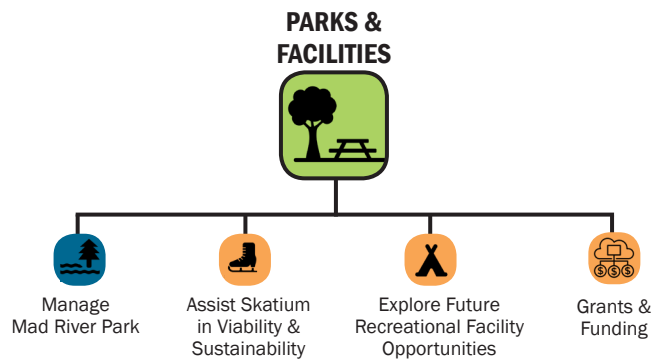 PARKS &
FACILITIES
Manage
Mad River Park
Assist Skatium
in Viability &
Sustainability
Explore Future
Recreational Facility
Opportunities
$ $ $
Grants &
Funding